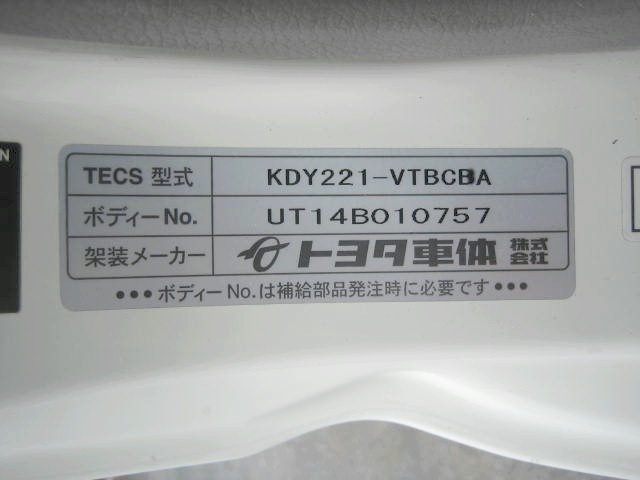 N
TECS 型式 KDY221-VTBCBA
ボディーNo. UT14B010757
架装メーカー トヨタ車体 株式会社
●●●ボディーNo.は補給部品発注時に必要です●●●